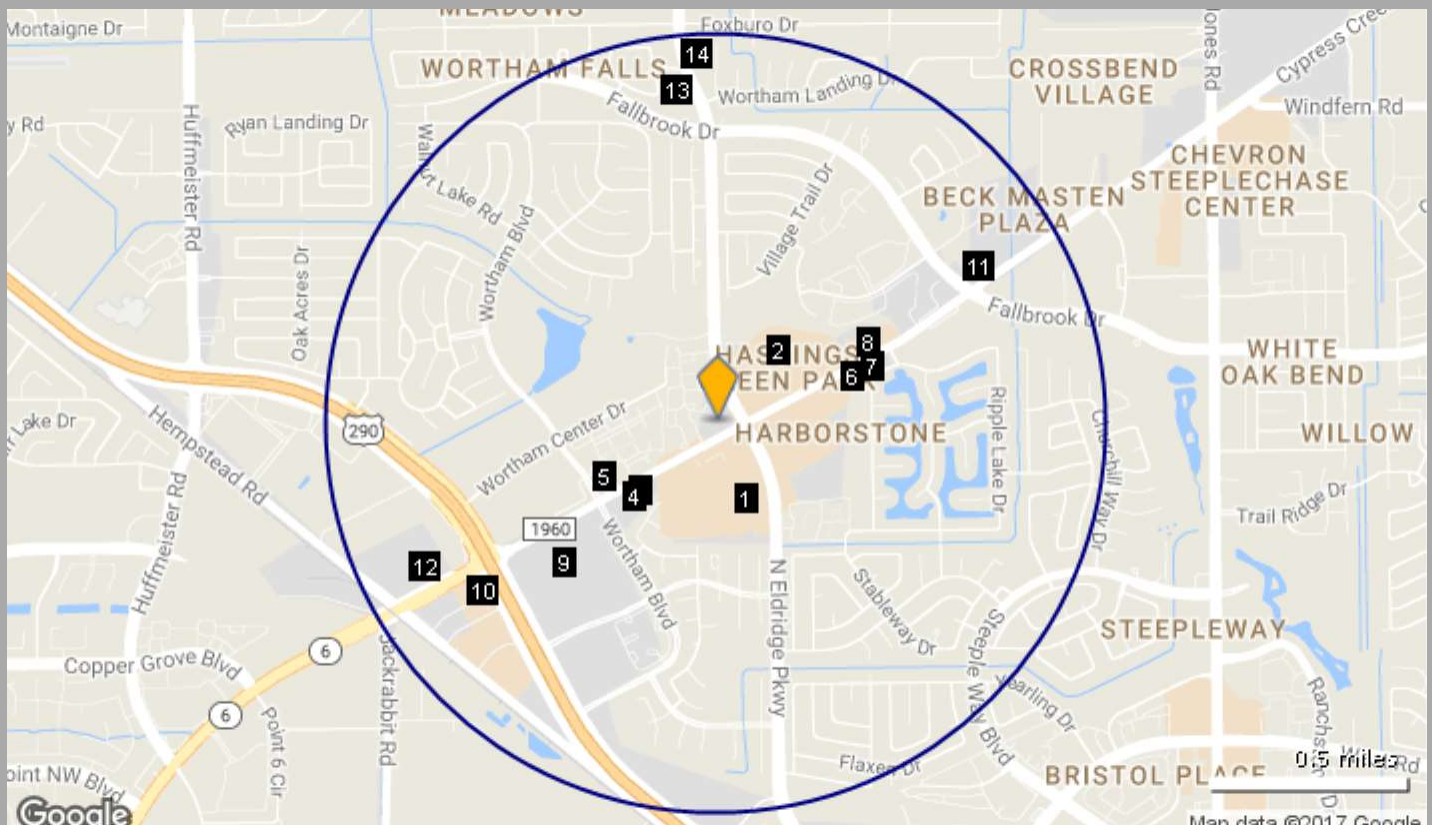 MEADOWS
Foxburo Dr
Montaigne Dr
Jones Rd
Cypress Cree
14
WORTHAM FALLS
CROSSBEND
VILLAGE
13
Wortham Landing Dr
Windfern Rd
Fallbrook Dr
y Rd
Ryan Landing Dr
Huffmeister Rd
Walnut Lake Rd
CHEVRON
STEEPLECHASE
CENTER
Village Trail Dr
BECK MASTEN
PLAZA
Wortham Blvd
Oak Acres Dr
11
Fallbrook Dr
2
8
HASTINGS
GREEN PARK
7
6
WHITE
OAK BEND
Ripple Lake Dr
290
HARBORSTONE
WILLOW
Lake Dr
Hempstead Rd
Wortham Center Dr
Churchill Way Dr
5
4
1
Trail Ridge Dr
1960
Huffmeister Rd
12
9
10
Wortham Blvd
N Eldridge Pkwy
Stableway Dr
Steeple Way Blvd
STEEPLEWAY
6
Copper Grove Blvd
Jackrabbit Rd
Yearling Dr
6
Point 6 Cir
Flaxen Dr
oint NW Blvd
BRISTOL PLACE
0.5 miles
Rd
Google
Map data ©2017 Google